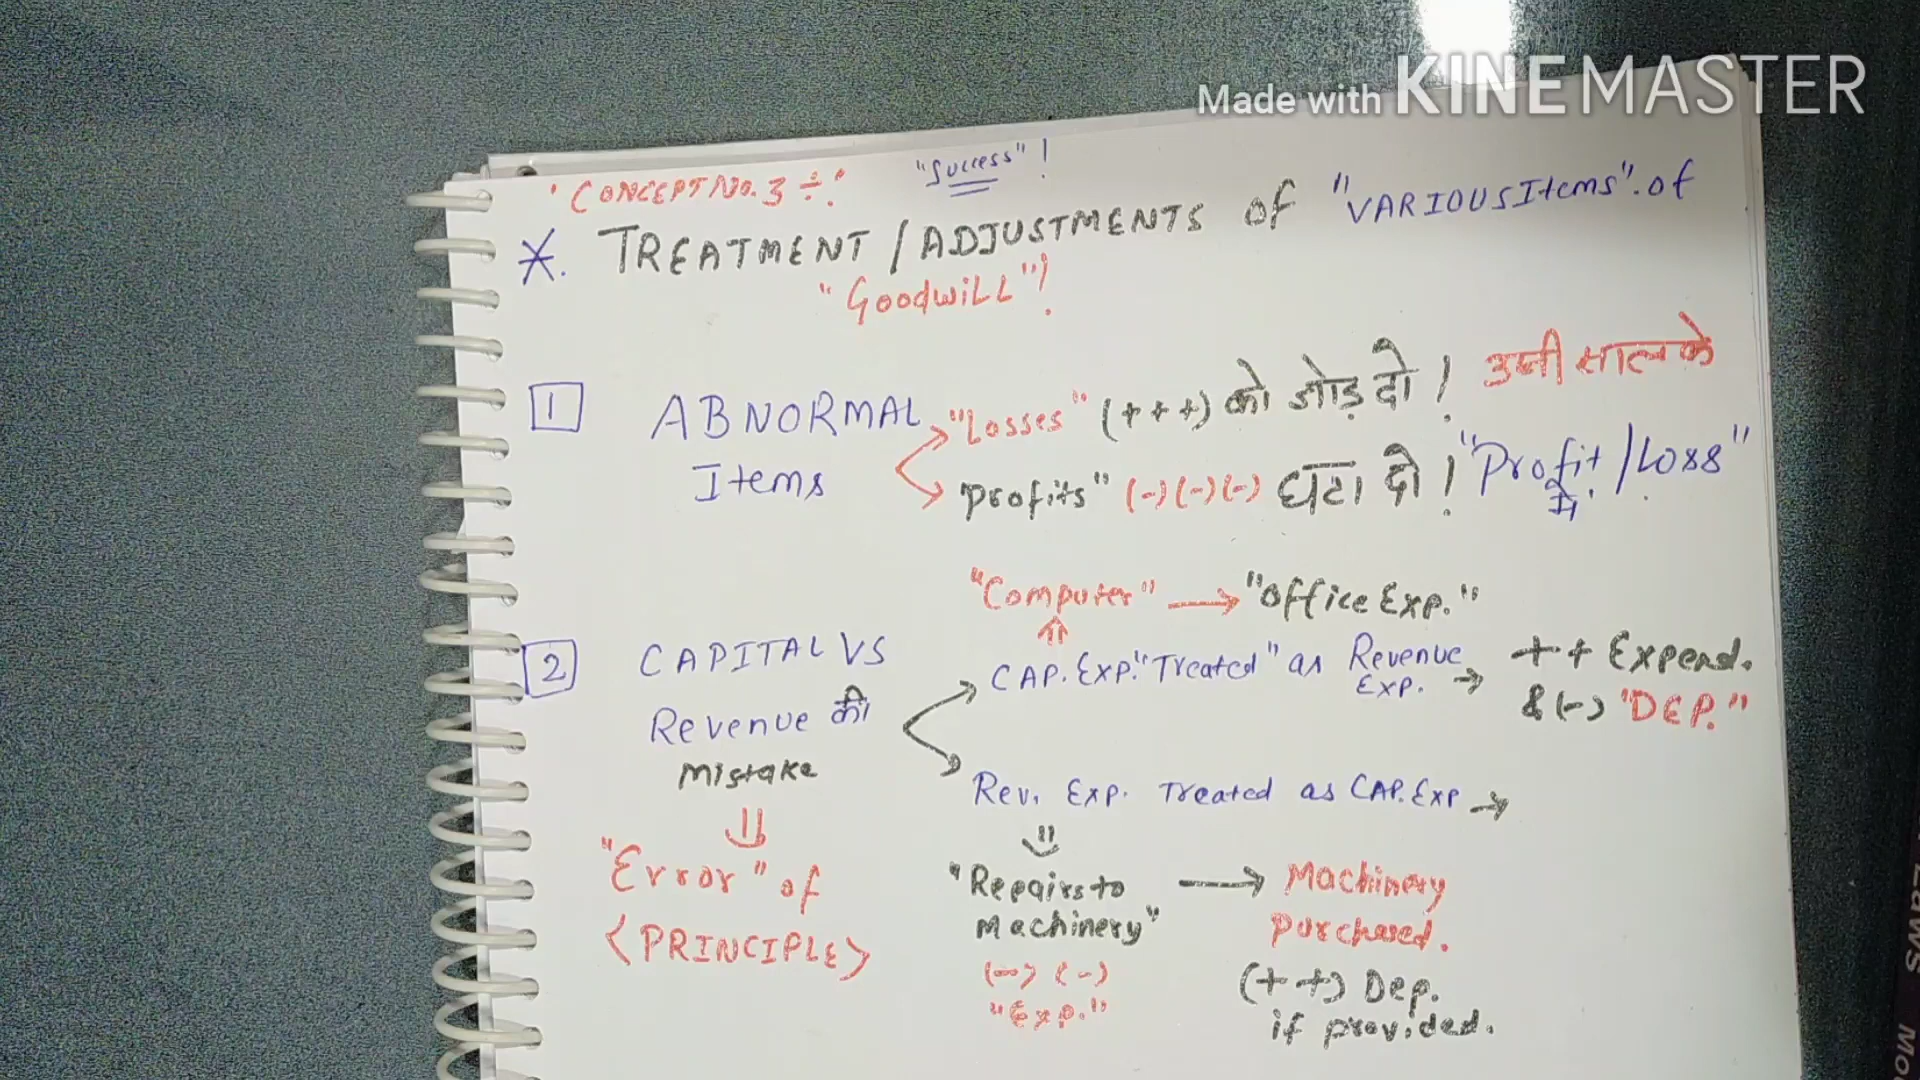 Made with KINEMASTER
"CONCEPT NO. 3 ÷!
"Success"!
*. TREATMENT / ADJUSTMENTS of "VARIOUS Items" of
"GoodwiLL"!
1 ABNORMAL Items
"Losses" (+++) को जोड़ दो !
"Profits" (-) (-) (-) घटा दो !
उसी साल के
"Profit / Loss"
में
"Computer" → "Office Exp."
2 CAPITAL VS
Revenue की
Mistake
"Error" of
<PRINCIPLE>
CAP. EXP. "Treated" as Revenue Exp. → ++ Expend.
& (-) "DEP."
Rev. Exp. Treated as CAP. Exp →
"Repairs to Machinery" → Machinery purchased.
(-) (-)
"Exp."
(++) Dep.
if provided.
Laws